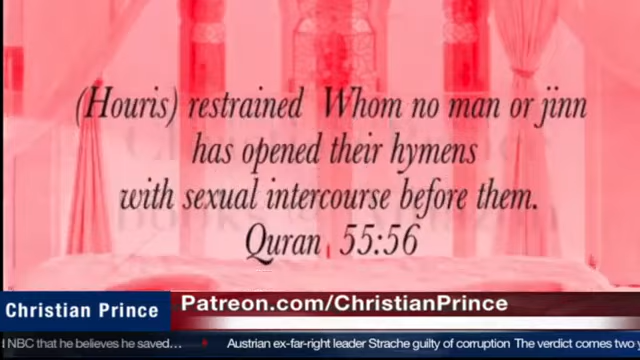 (Houris) restrained Whom no man or jinn
has opened their hymens
with sexual intercourse before them.
Quran 55:56
Christian Prince
Patreon.com/ChristianPrince
NBC that he believes he saved… Austrian ex-far-right leader Strache guilty of corruption The verdict comes two